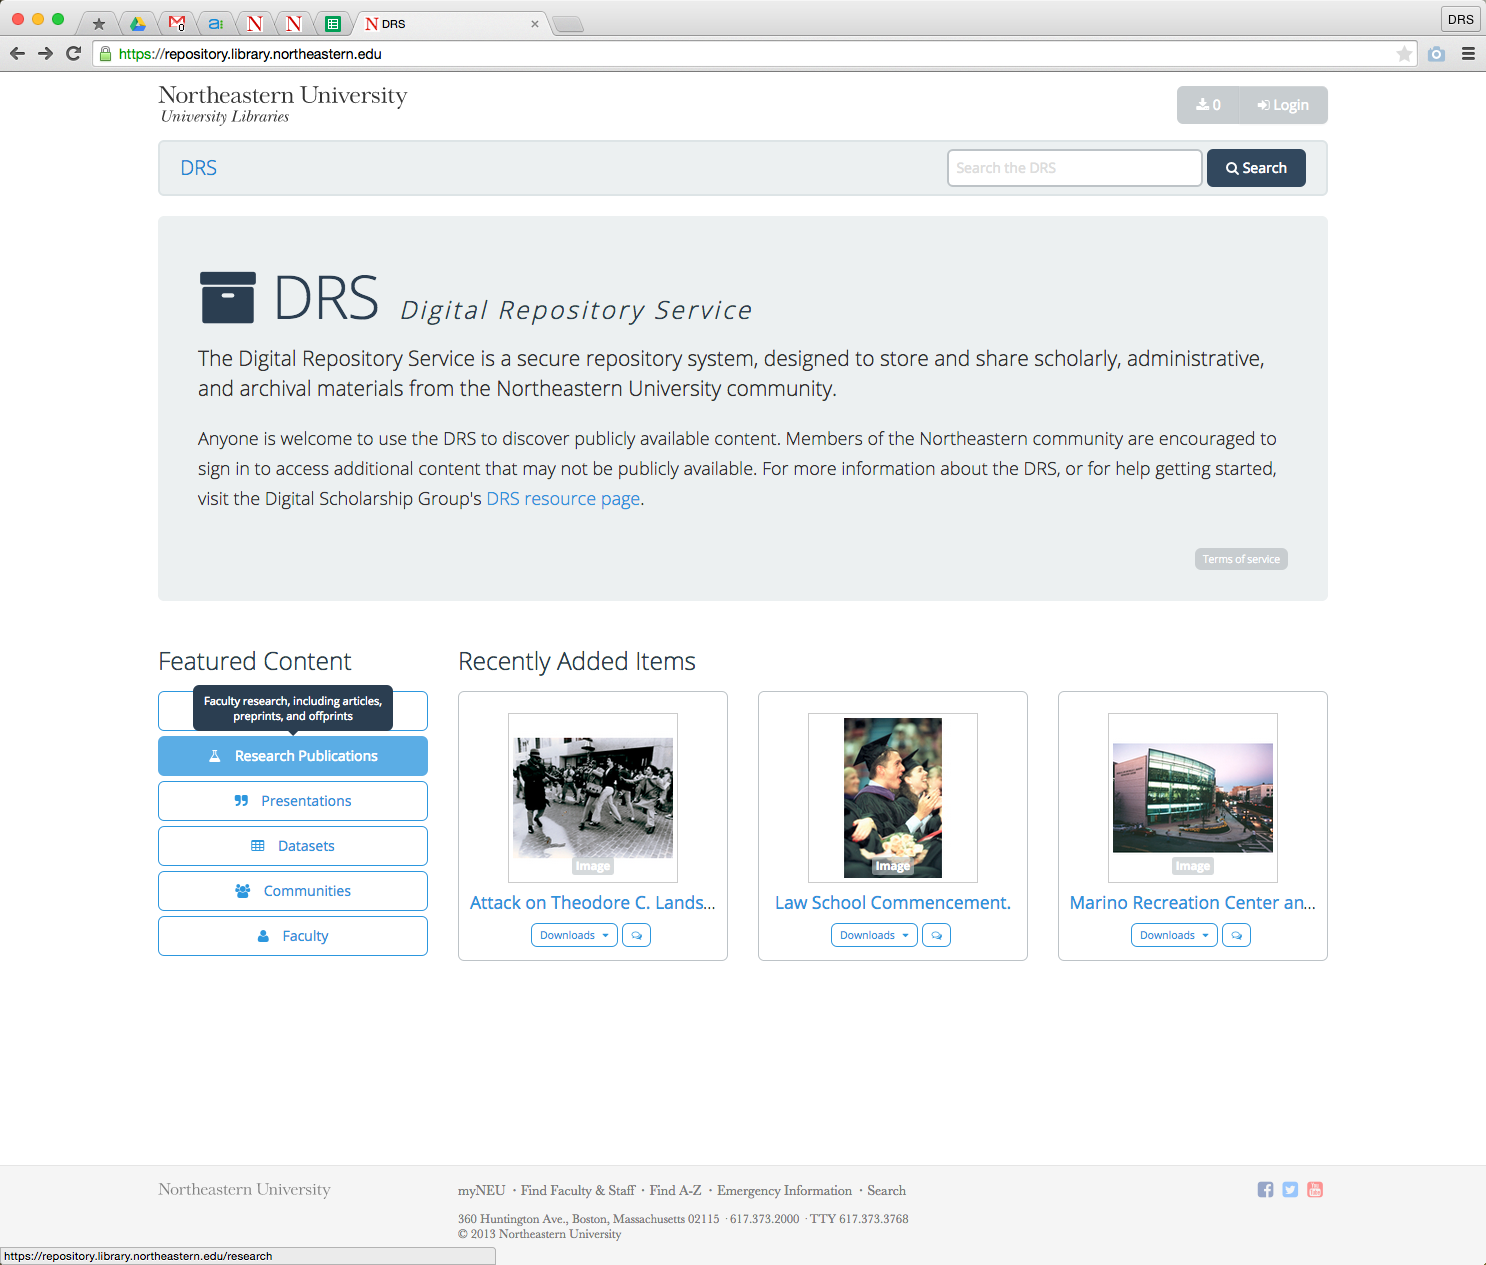 DRS
DRS
https://repository.library.northeastern.edu
Northeastern University
University Libraries
0
Login
DRS
Search the DRS
Search
DRS Digital Repository Service
The Digital Repository Service is a secure repository system, designed to store and share scholarly, administrative,
and archival materials from the Northeastern University community.
Anyone is welcome to use the DRS to discover publicly available content. Members of the Northeastern community are encouraged to
sign in to access additional content that may not be publicly available. For more information about the DRS, or for help getting started,
visit the Digital Scholarship Group's DRS resource page.
Terms of service
Featured Content
Faculty research, including articles,
preprints, and offprints
Research Publications
Presentations
Datasets
Communities
Faculty
Recently Added Items
Image
Attack on Theodore C. Lands...
Downloads
Image
Law School Commencement.
Downloads
Image
Marino Recreation Center an...
Downloads
Northeastern University
myNEU · Find Faculty & Staff · Find A-Z · Emergency Information · Search
360 Huntington Ave., Boston, Massachusetts 02115 · 617.373.2000 · TTY 617.373.3768
© 2013 Northeastern University
https://repository.library.northeastern.edu/research